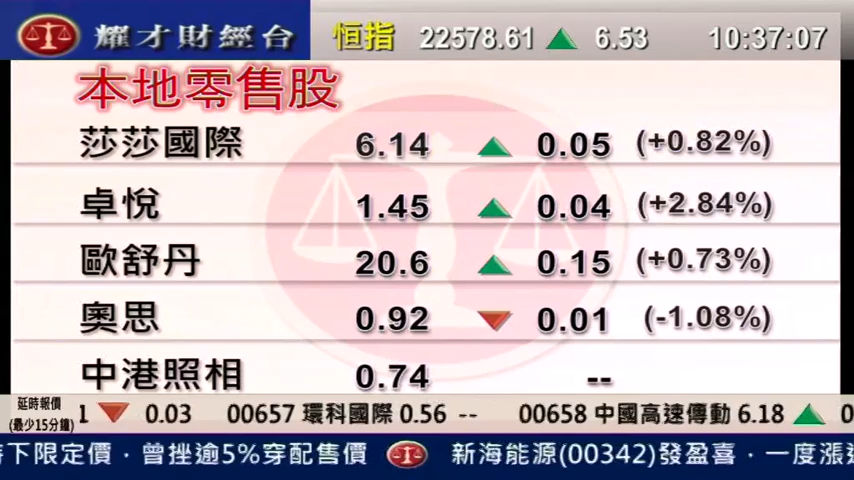 耀才財經台 恒指 22578.61 ▲ 6.53 10:37:07
本地零售股
莎莎國際 6.14 ▲ 0.05 (+0.82%)
卓悅 1.45 ▲ 0.04 (+2.84%)
歐舒丹 20.6 ▲ 0.15 (+0.73%)
奧思 0.92 ▼ 0.01 (-1.08%)
中港照相 0.74 --
延時報價
(最少15分鐘)
1 ▼ 0.03 00657 環科國際 0.56 -- 00658 中國高速傳動 6.18 ▲ 0
下限定價，曾挫逾5%穿配售價 新海能源(00342)發盈喜，一度漲